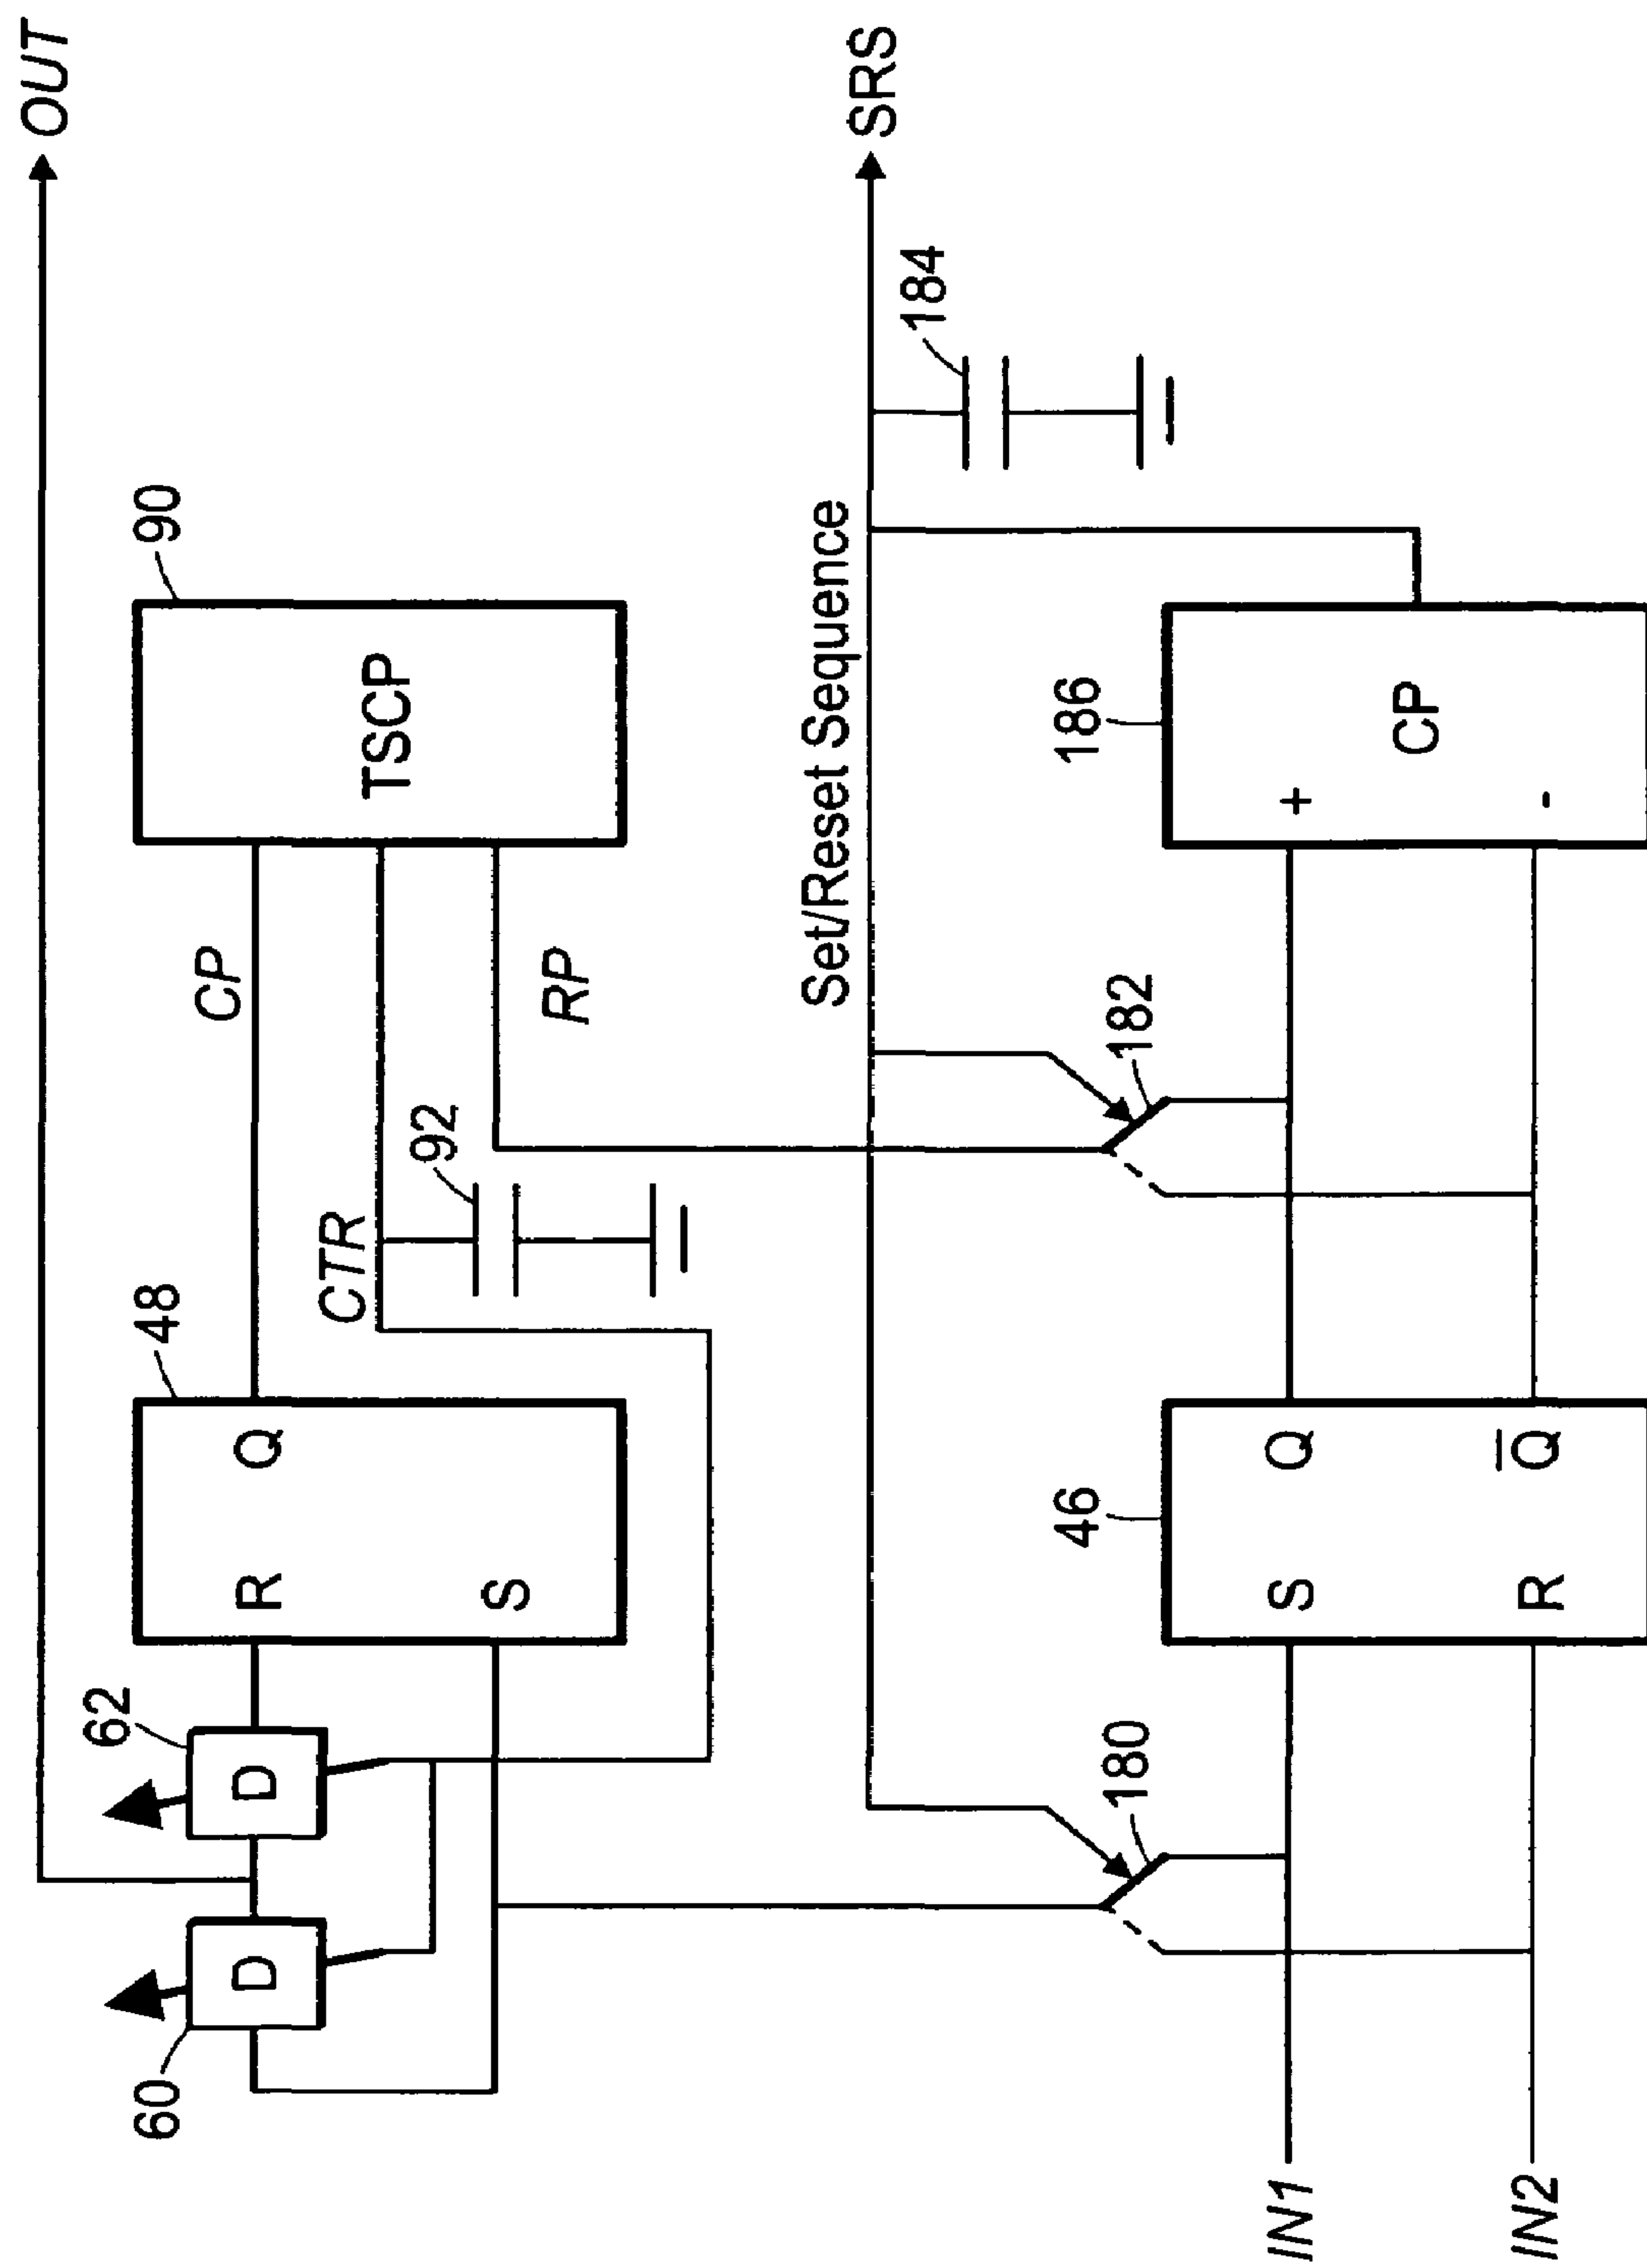 OUT
60
D
62
D
48
R
Q
S
CP
CTR
92
RP
90
TSCP
Set/Reset Sequence
SRS
184
180
182
46
S
Q
R
Q̅
186
+
CP
-
IN1
IN2